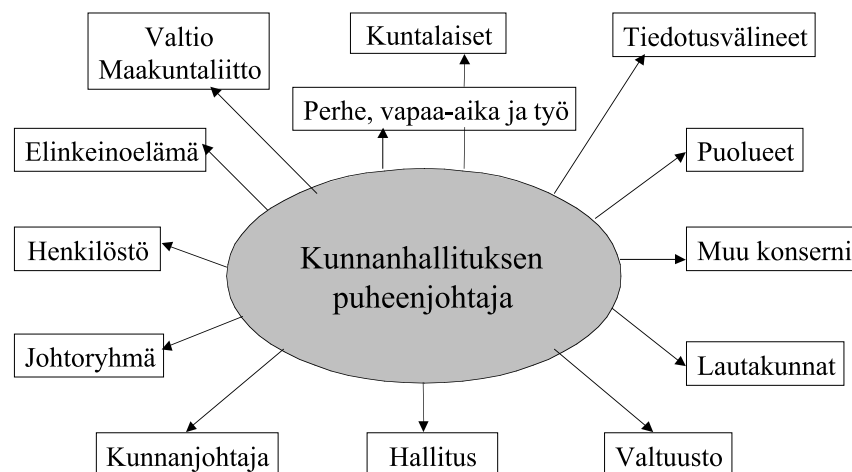 Valtio
Maakuntaliitto
Kuntalaiset
Tiedotusvälineet
Perhe, vapaa-aika ja työ
Elinkeinoelämä
Puolueet
Henkilöstö
Kunnanhallituksen
puheenjohtaja
Muu konserni
Johtoryhmä
Lautakunnat
Kunnanjohtaja
Hallitus
Valtuusto